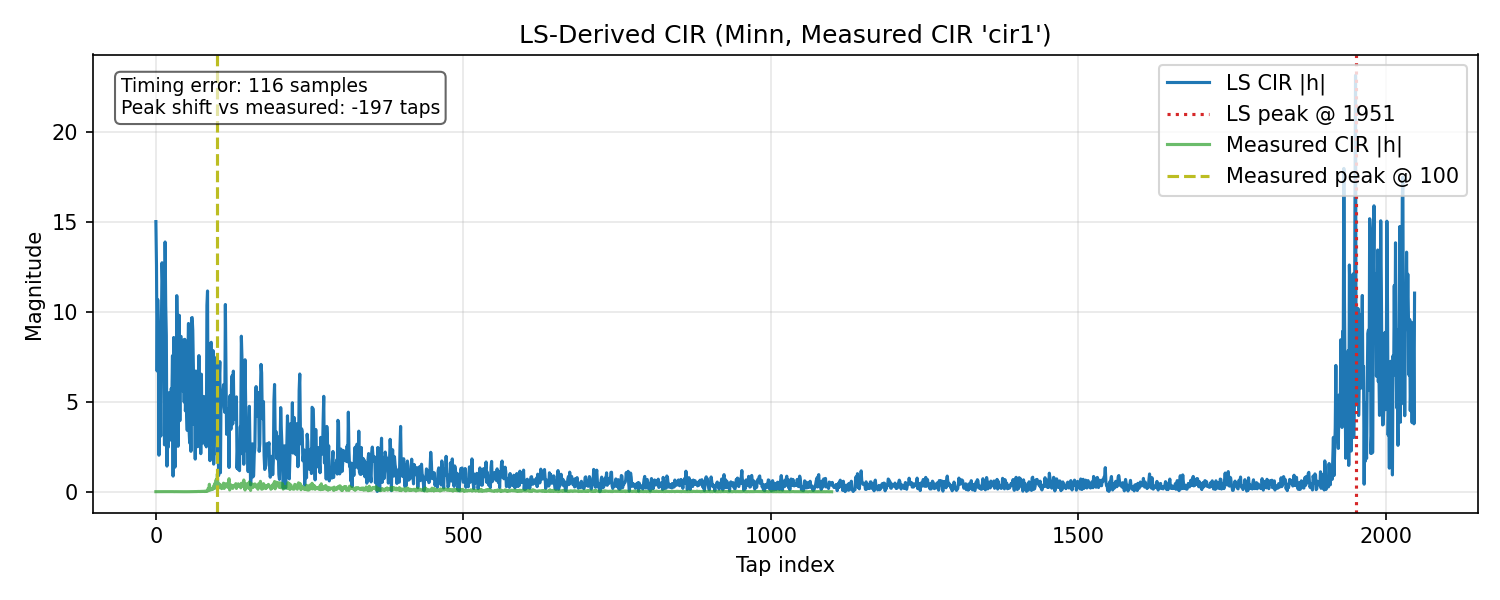 LS-Derived CIR (Minn, Measured CIR 'cir1')
Timing error: 116 samples
Peak shift vs measured: -197 taps
LS CIR |h|
LS peak @ 1951
Measured CIR |h|
Measured peak @ 100
Magnitude
20
15
10
5
0
0
500
1000
1500
2000
Tap index